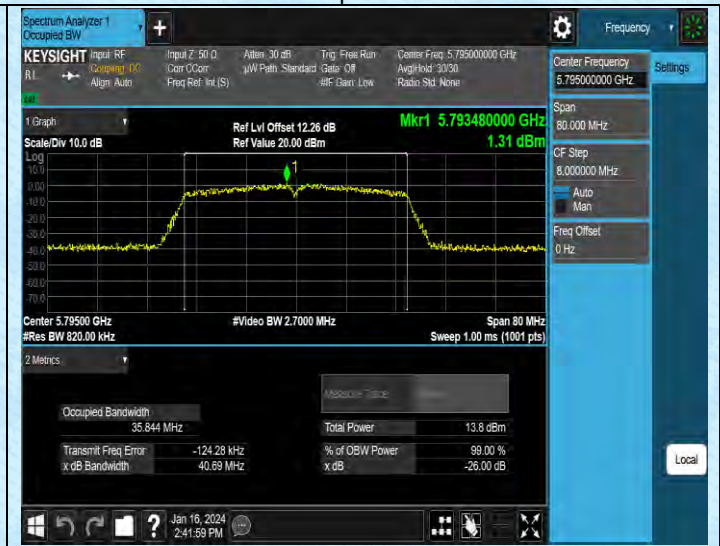 Spectrum Analyzer 1
Occupied BW
Frequency
KEYSIGHT Input: RF
RL
Coupling: DC
Align: Auto
Input Z: 50 Ω
Corr CCorr
Freq Ref: Int (S)
Atten: 30 dB
µW Path: Standard
Trig: Free Run
Gate: Off
#IF Gain: Low
Center Freq: 5.795000000 GHz
Avg|Hold: 30/30
Radio Std: None
Center Frequency
5.795000000 GHz
Settings
Span
80.000 MHz
CF Step
8.000000 MHz
Auto
Man
Freq Offset
0 Hz
1 Graph
Scale/Div 10.0 dB
Ref Lvl Offset 12.26 dB
Ref Value 20.00 dBm
Mkr1 5.793480000 GHz
1.31 dBm
Log
10.0
0.00
-10.0
-20.0
-30.0
-40.0
-50.0
-60.0
-70.0
1
Center 5.79500 GHz
#Res BW 820.00 kHz
#Video BW 2.7000 MHz
Span 80 MHz
Sweep 1.00 ms (1001 pts)
2 Metrics
Measure Trace
Occupied Bandwidth
35.844 MHz
Total Power 13.8 dBm
Transmit Freq Error -124.28 kHz
% of OBW Power 99.00 %
x dB Bandwidth 40.69 MHz
x dB -26.00 dB
Local
Jan 16, 2024
2:41:59 PM